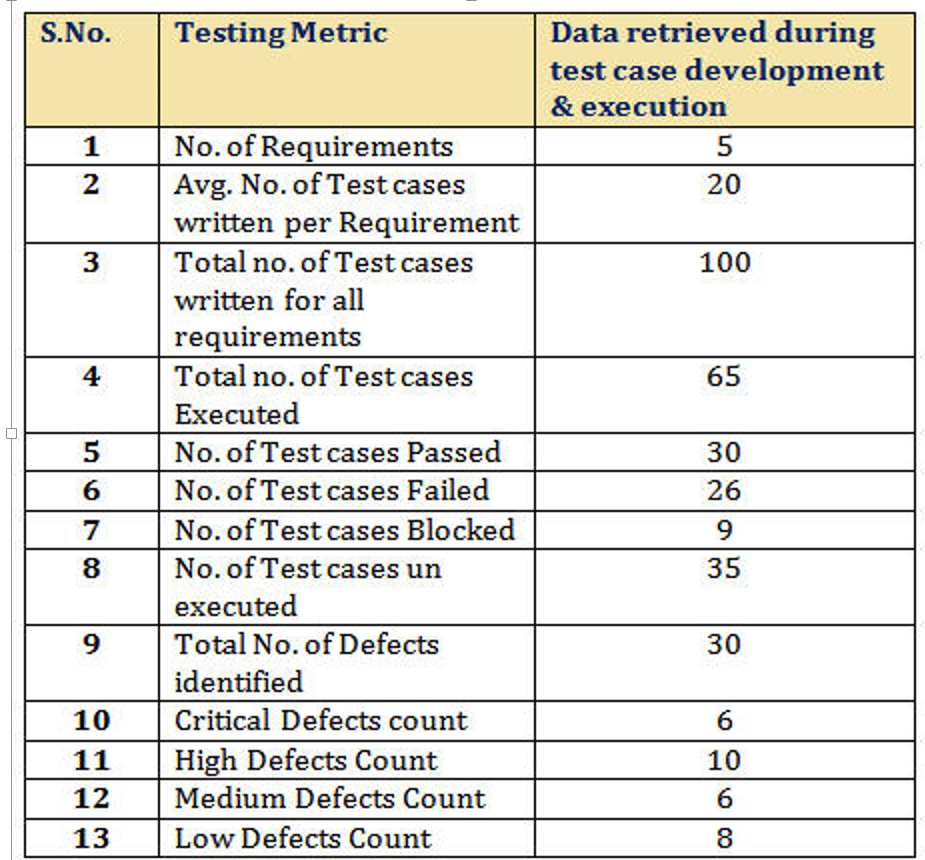 S.No. Testing Metric Data retrieved during
test case development
& execution
1 No. of Requirements 5
2 Avg. No. of Test cases 20
written per Requirement
3 Total no. of Test cases 100
written for all
requirements
4 Total no. of Test cases 65
Executed
5 No. of Test cases Passed 30
6 No. of Test cases Failed 26
7 No. of Test cases Blocked 9
8 No. of Test cases un 35
executed
9 Total No. of Defects 30
identified
10 Critical Defects count 6
11 High Defects Count 10
12 Medium Defects Count 6
13 Low Defects Count 8